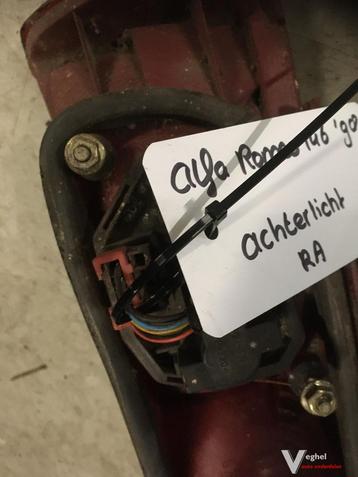 alfa Romeo 146 '98
achterlicht
RA
Veghel
auto onderdelen